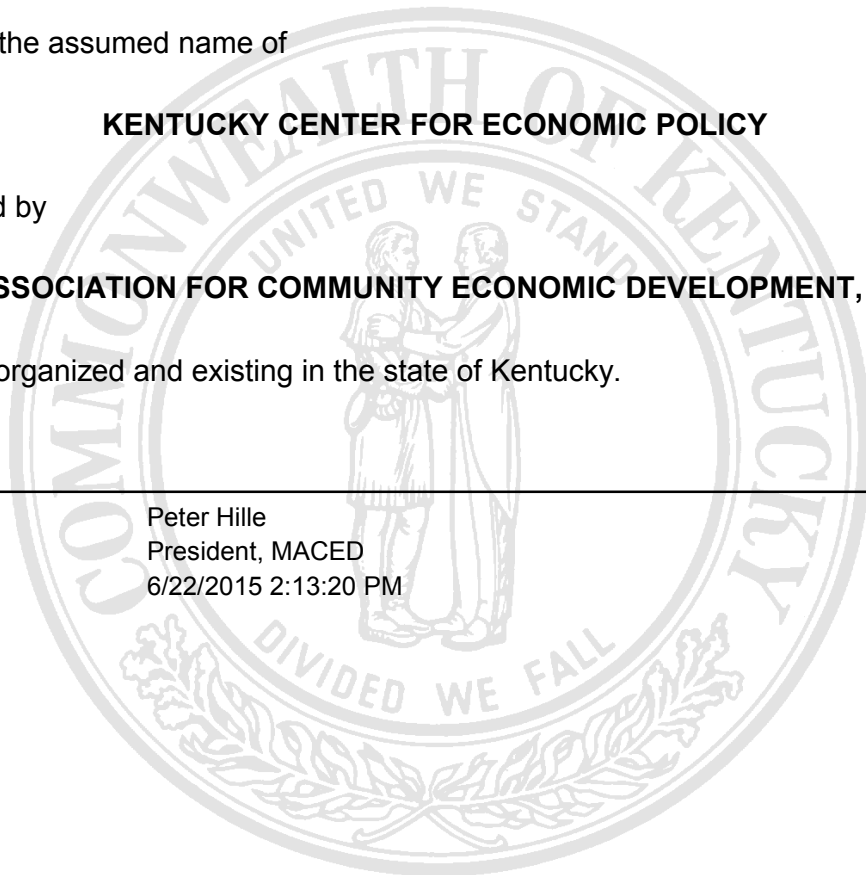 the assumed name of
KENTUCKY CENTER FOR ECONOMIC POLICY
d by
SSOCIATION FOR COMMUNITY ECONOMIC DEVELOPMENT,
organized and existing in the state of Kentucky.
Peter Hille
President, MACED
6/22/2015 2:13:20 PM
COMMONWEALTH OF KENTUCKY
UNITED WE STAND
DIVIDED WE FALL